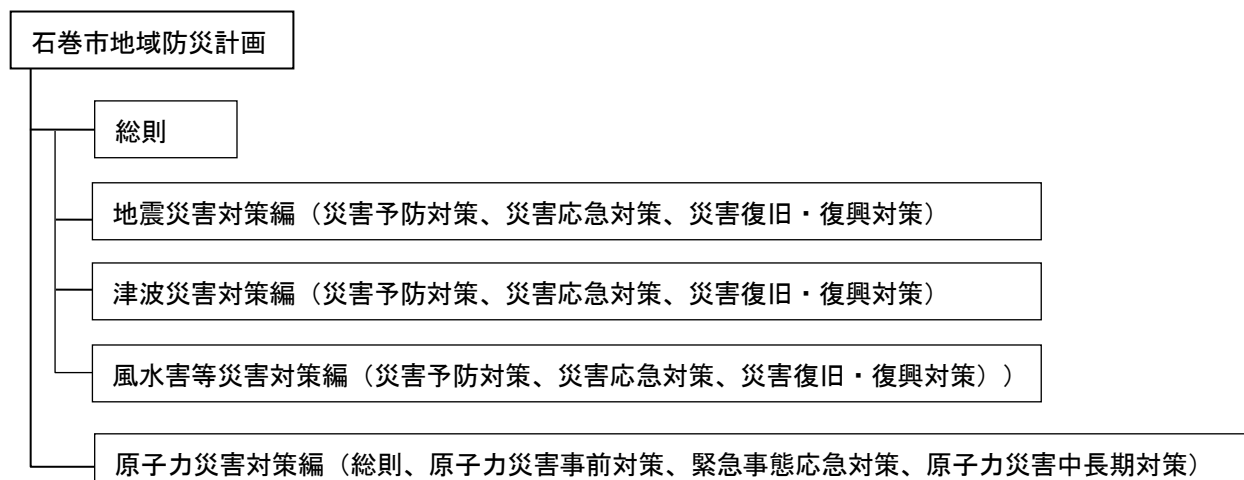 石巻市地域防災計画
総則
地震災害対策編（災害予防対策、災害応急対策、災害復旧・復興対策）
津波災害対策編（災害予防対策、災害応急対策、災害復旧・復興対策）
風水害等災害対策編（災害予防対策、災害応急対策、災害復旧・復興対策））
原子力災害対策編（総則、原子力災害事前対策、緊急事態応急対策、原子力災害中長期対策）